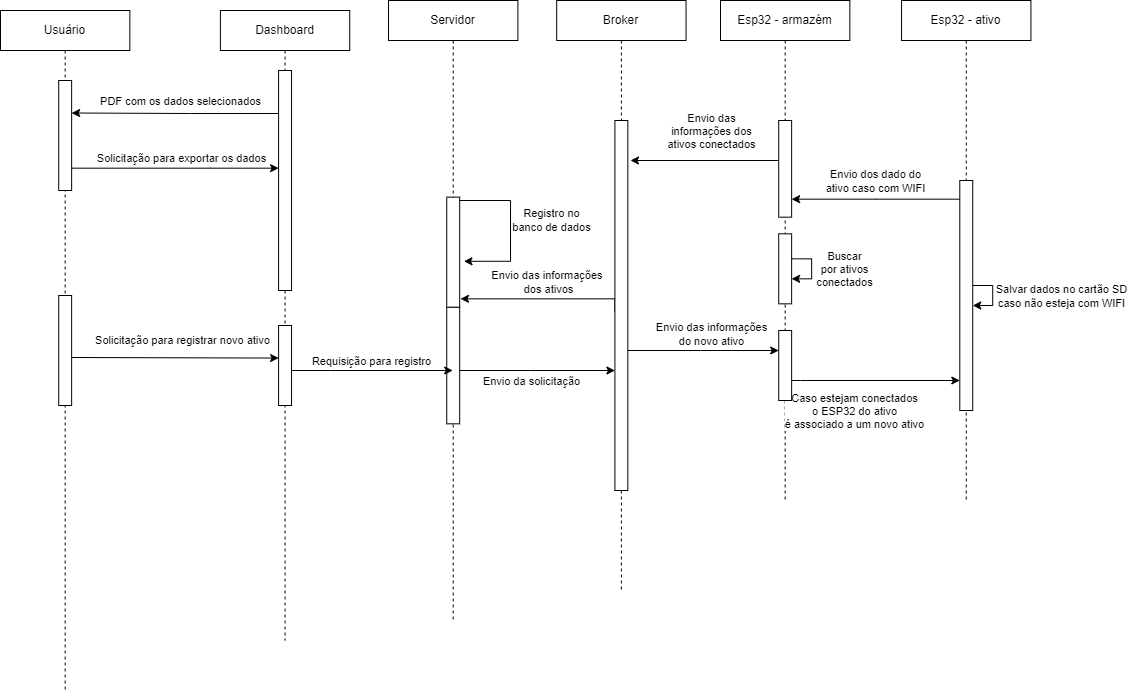 Usuário
Dashboard
Servidor
Broker
Esp32 - armazém
Esp32 - ativo
PDF com os dados selecionados
Solicitação para exportar os dados
Envio das
informações dos
ativos conectados
Envio dos dado do
ativo caso com WIFI
Registro no
banco de dados
Buscar
por ativos
conectados
Envio das informações
dos ativos
Salvar dados no cartão SD
caso não esteja com WIFI
Solicitação para registrar novo ativo
Envio das informações
do novo ativo
Requisição para registro
Envio da solicitação
Caso estejam conectados
o ESP32 do ativo
é associado a um novo ativo